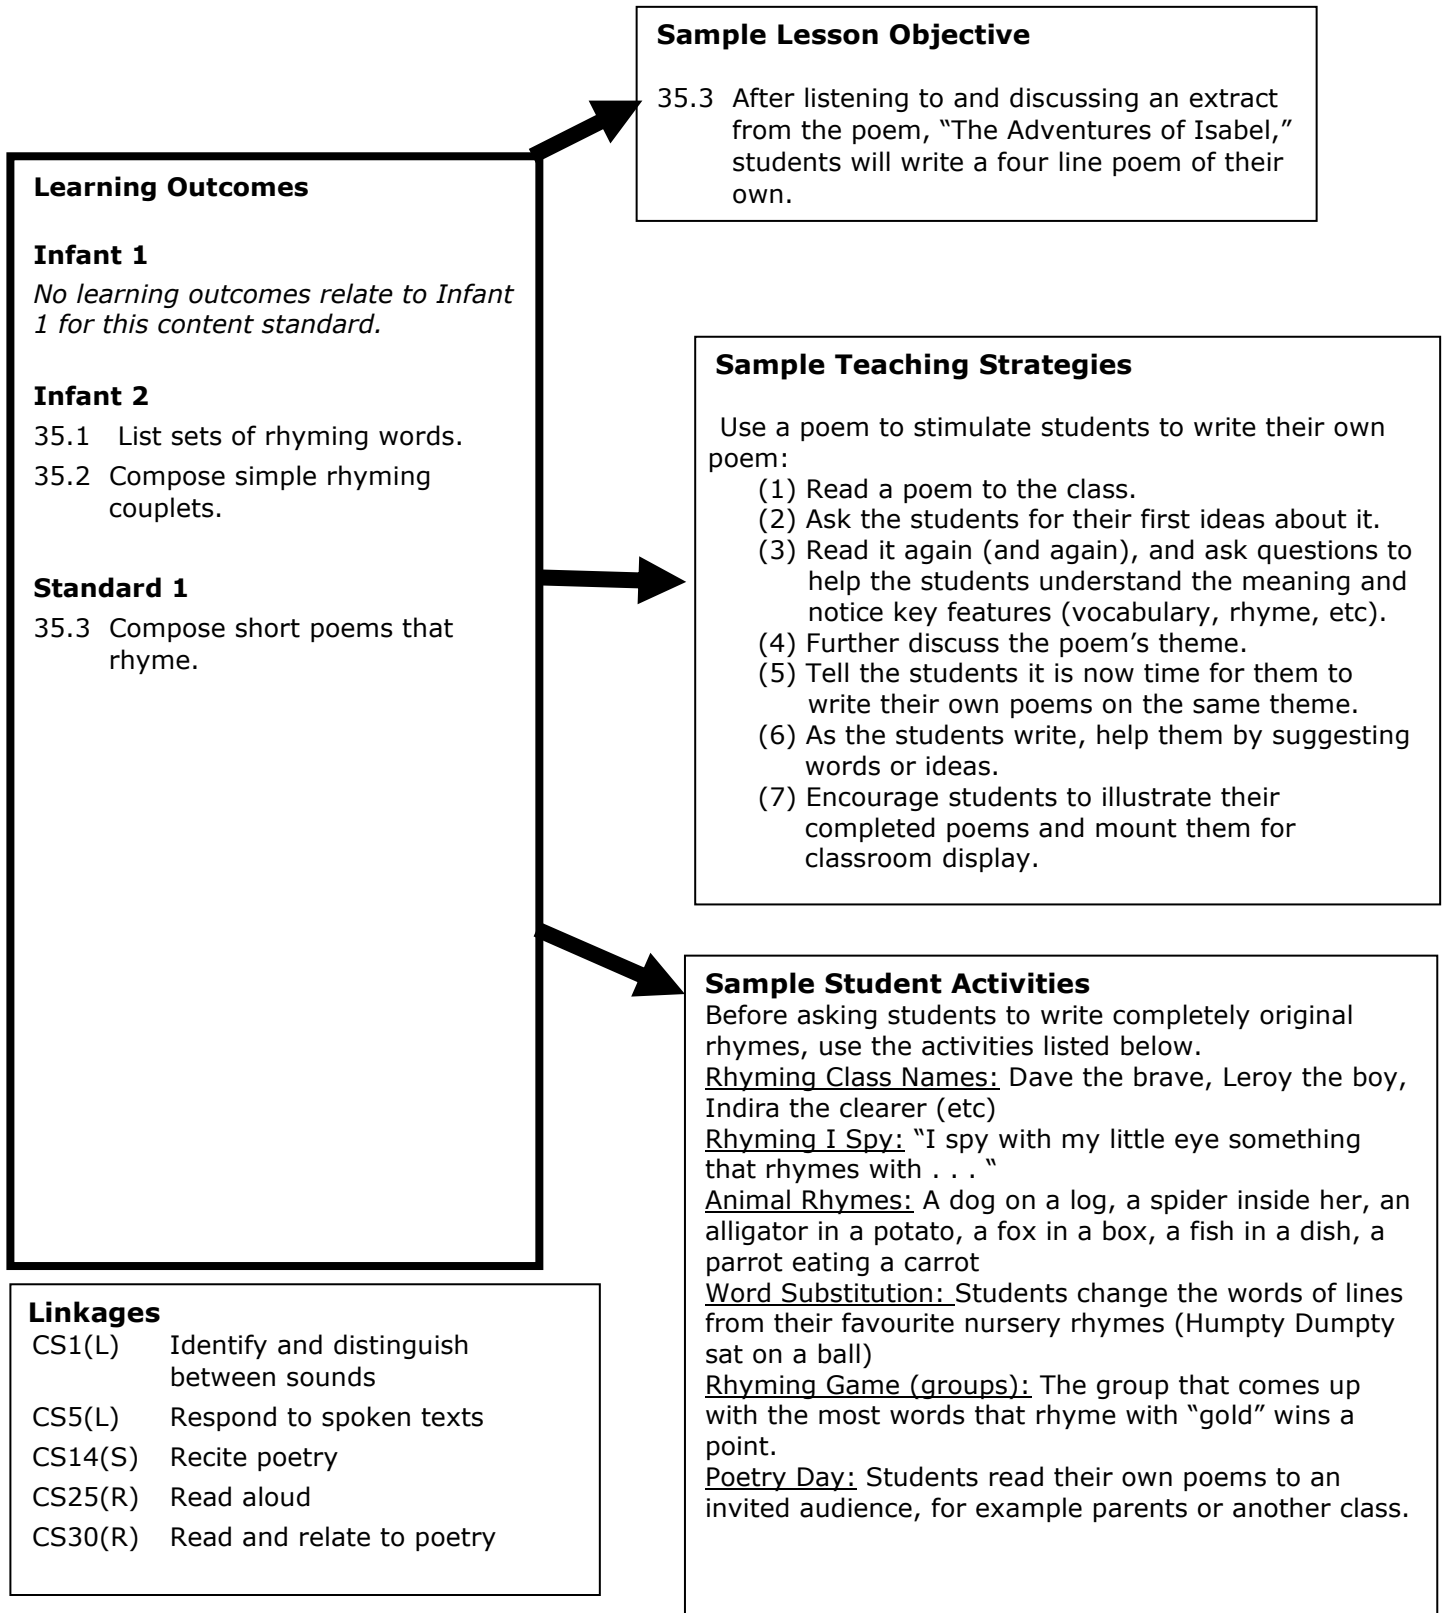 Sample Lesson Objective
35.3 After listening to and discussing an extract
from the poem, “The Adventures of Isabel,”
students will write a four line poem of their
own.
Learning Outcomes
Infant 1
No learning outcomes relate to Infant
1 for this content standard.
Infant 2
35.1 List sets of rhyming words.
35.2 Compose simple rhyming
couplets.
Standard 1
35.3 Compose short poems that
rhyme.
Sample Teaching Strategies
Use a poem to stimulate students to write their own
poem:
(1) Read a poem to the class.
(2) Ask the students for their first ideas about it.
(3) Read it again (and again), and ask questions to
help the students understand the meaning and
notice key features (vocabulary, rhyme, etc).
(4) Further discuss the poem’s theme.
(5) Tell the students it is now time for them to
write their own poems on the same theme.
(6) As the students write, help them by suggesting
words or ideas.
(7) Encourage students to illustrate their
completed poems and mount them for
classroom display.
Sample Student Activities
Before asking students to write completely original
rhymes, use the activities listed below.
Rhyming Class Names: Dave the brave, Leroy the boy,
Indira the clearer (etc)
Rhyming I Spy: “I spy with my little eye something
that rhymes with . . . “
Animal Rhymes: A dog on a log, a spider inside her, an
alligator in a potato, a fox in a box, a fish in a dish, a
parrot eating a carrot
Word Substitution: Students change the words of lines
from their favourite nursery rhymes (Humpty Dumpty
sat on a ball)
Rhyming Game (groups): The group that comes up
with the most words that rhyme with “gold” wins a
point.
Poetry Day: Students read their own poems to an
invited audience, for example parents or another class.
Linkages
CS1(L) Identify and distinguish
between sounds
CS5(L) Respond to spoken texts
CS14(S) Recite poetry
CS25(R) Read aloud
CS30(R) Read and relate to poetry